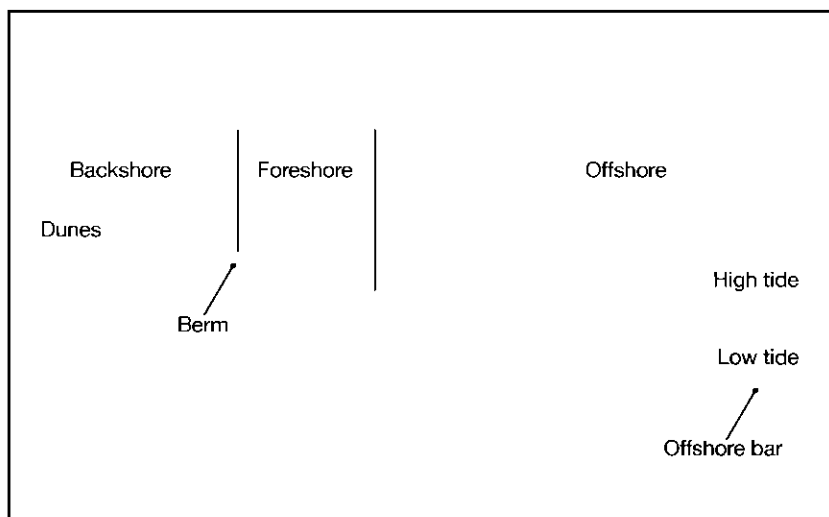 Backshore
Foreshore
Offshore
Dunes
High tide
Berm
Low tide
Offshore bar